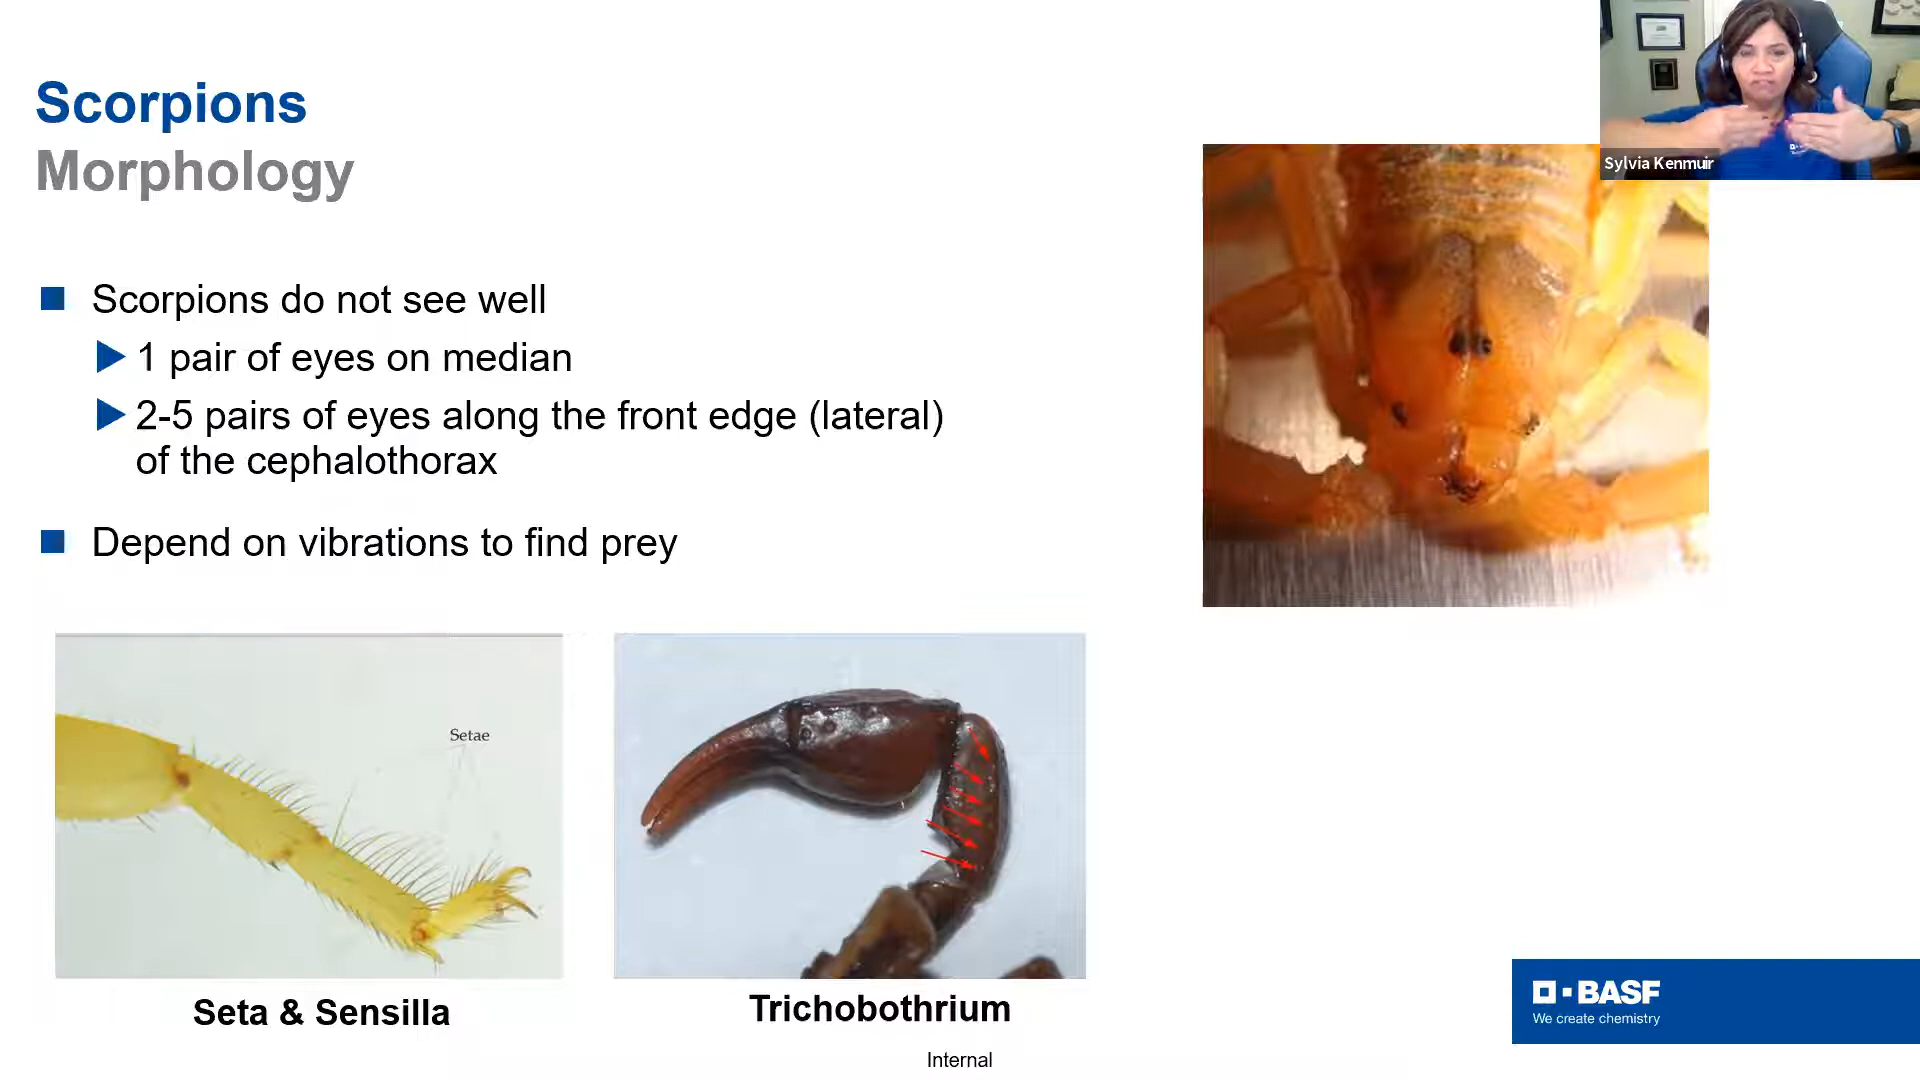 Scorpions
Morphology
Scorpions do not see well
1 pair of eyes on median
2-5 pairs of eyes along the front edge (lateral)
of the cephalothorax
Depend on vibrations to find prey
Setae
Seta & Sensilla
Trichobothrium
Internal
Sylvia Kenmuir
BASF
We create chemistry